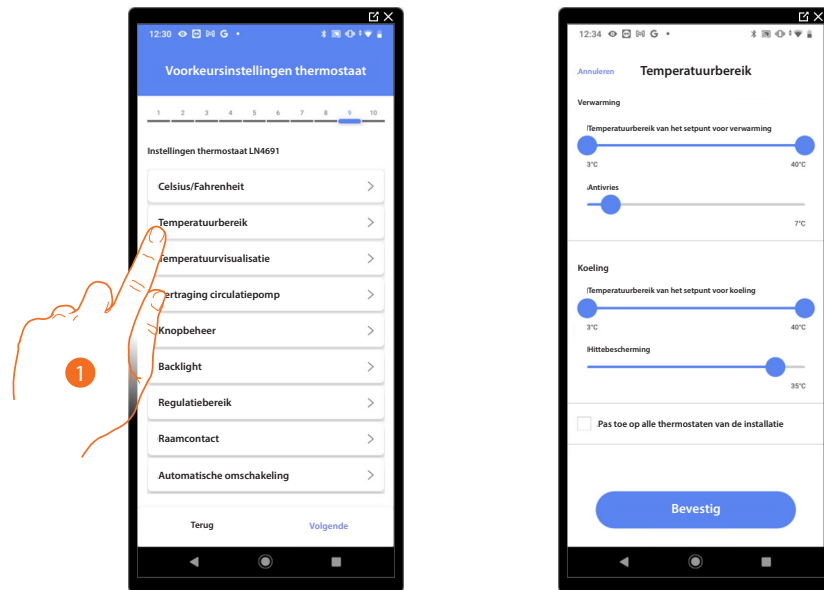 12:30 G
Voorkeursinstellingen thermostaat
1 2 3 4 5 6 7 8 9 10
Instellingen thermostaat LN4691
Celsius/Fahrenheit
Temperatuurbereik
Temperatuurvisualisatie
Vertraging circulatiepomp
Knopbeheer
Backlight
Regulatiebereik
Raamcontact
Automatische omschakeling
Terug Volgende
1
12:34 G
Annuleren Temperatuurbereik
Verwarming
Temperatuurbereik van het setpunt voor verwarming
3°C 40°C
Antivries
7°C
Koeling
Temperatuurbereik van het setpunt voor koeling
3°C 40°C
Hittebescherming
35°C
Pas toe op alle thermostaten van de installatie
Bevestig